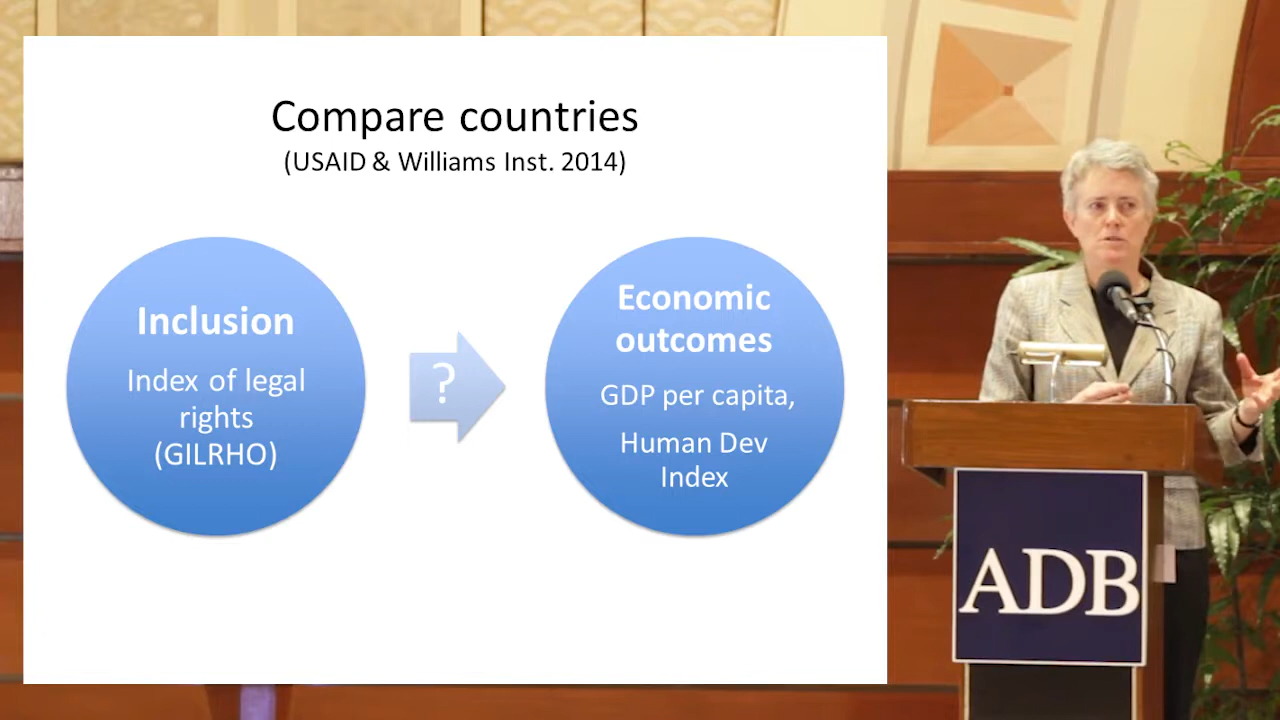 Compare countries
(USAID & Williams Inst. 2014)
Inclusion
Index of legal
rights
(GILRHO)
?
Economic
outcomes
GDP per capita,
Human Dev
Index
ADB